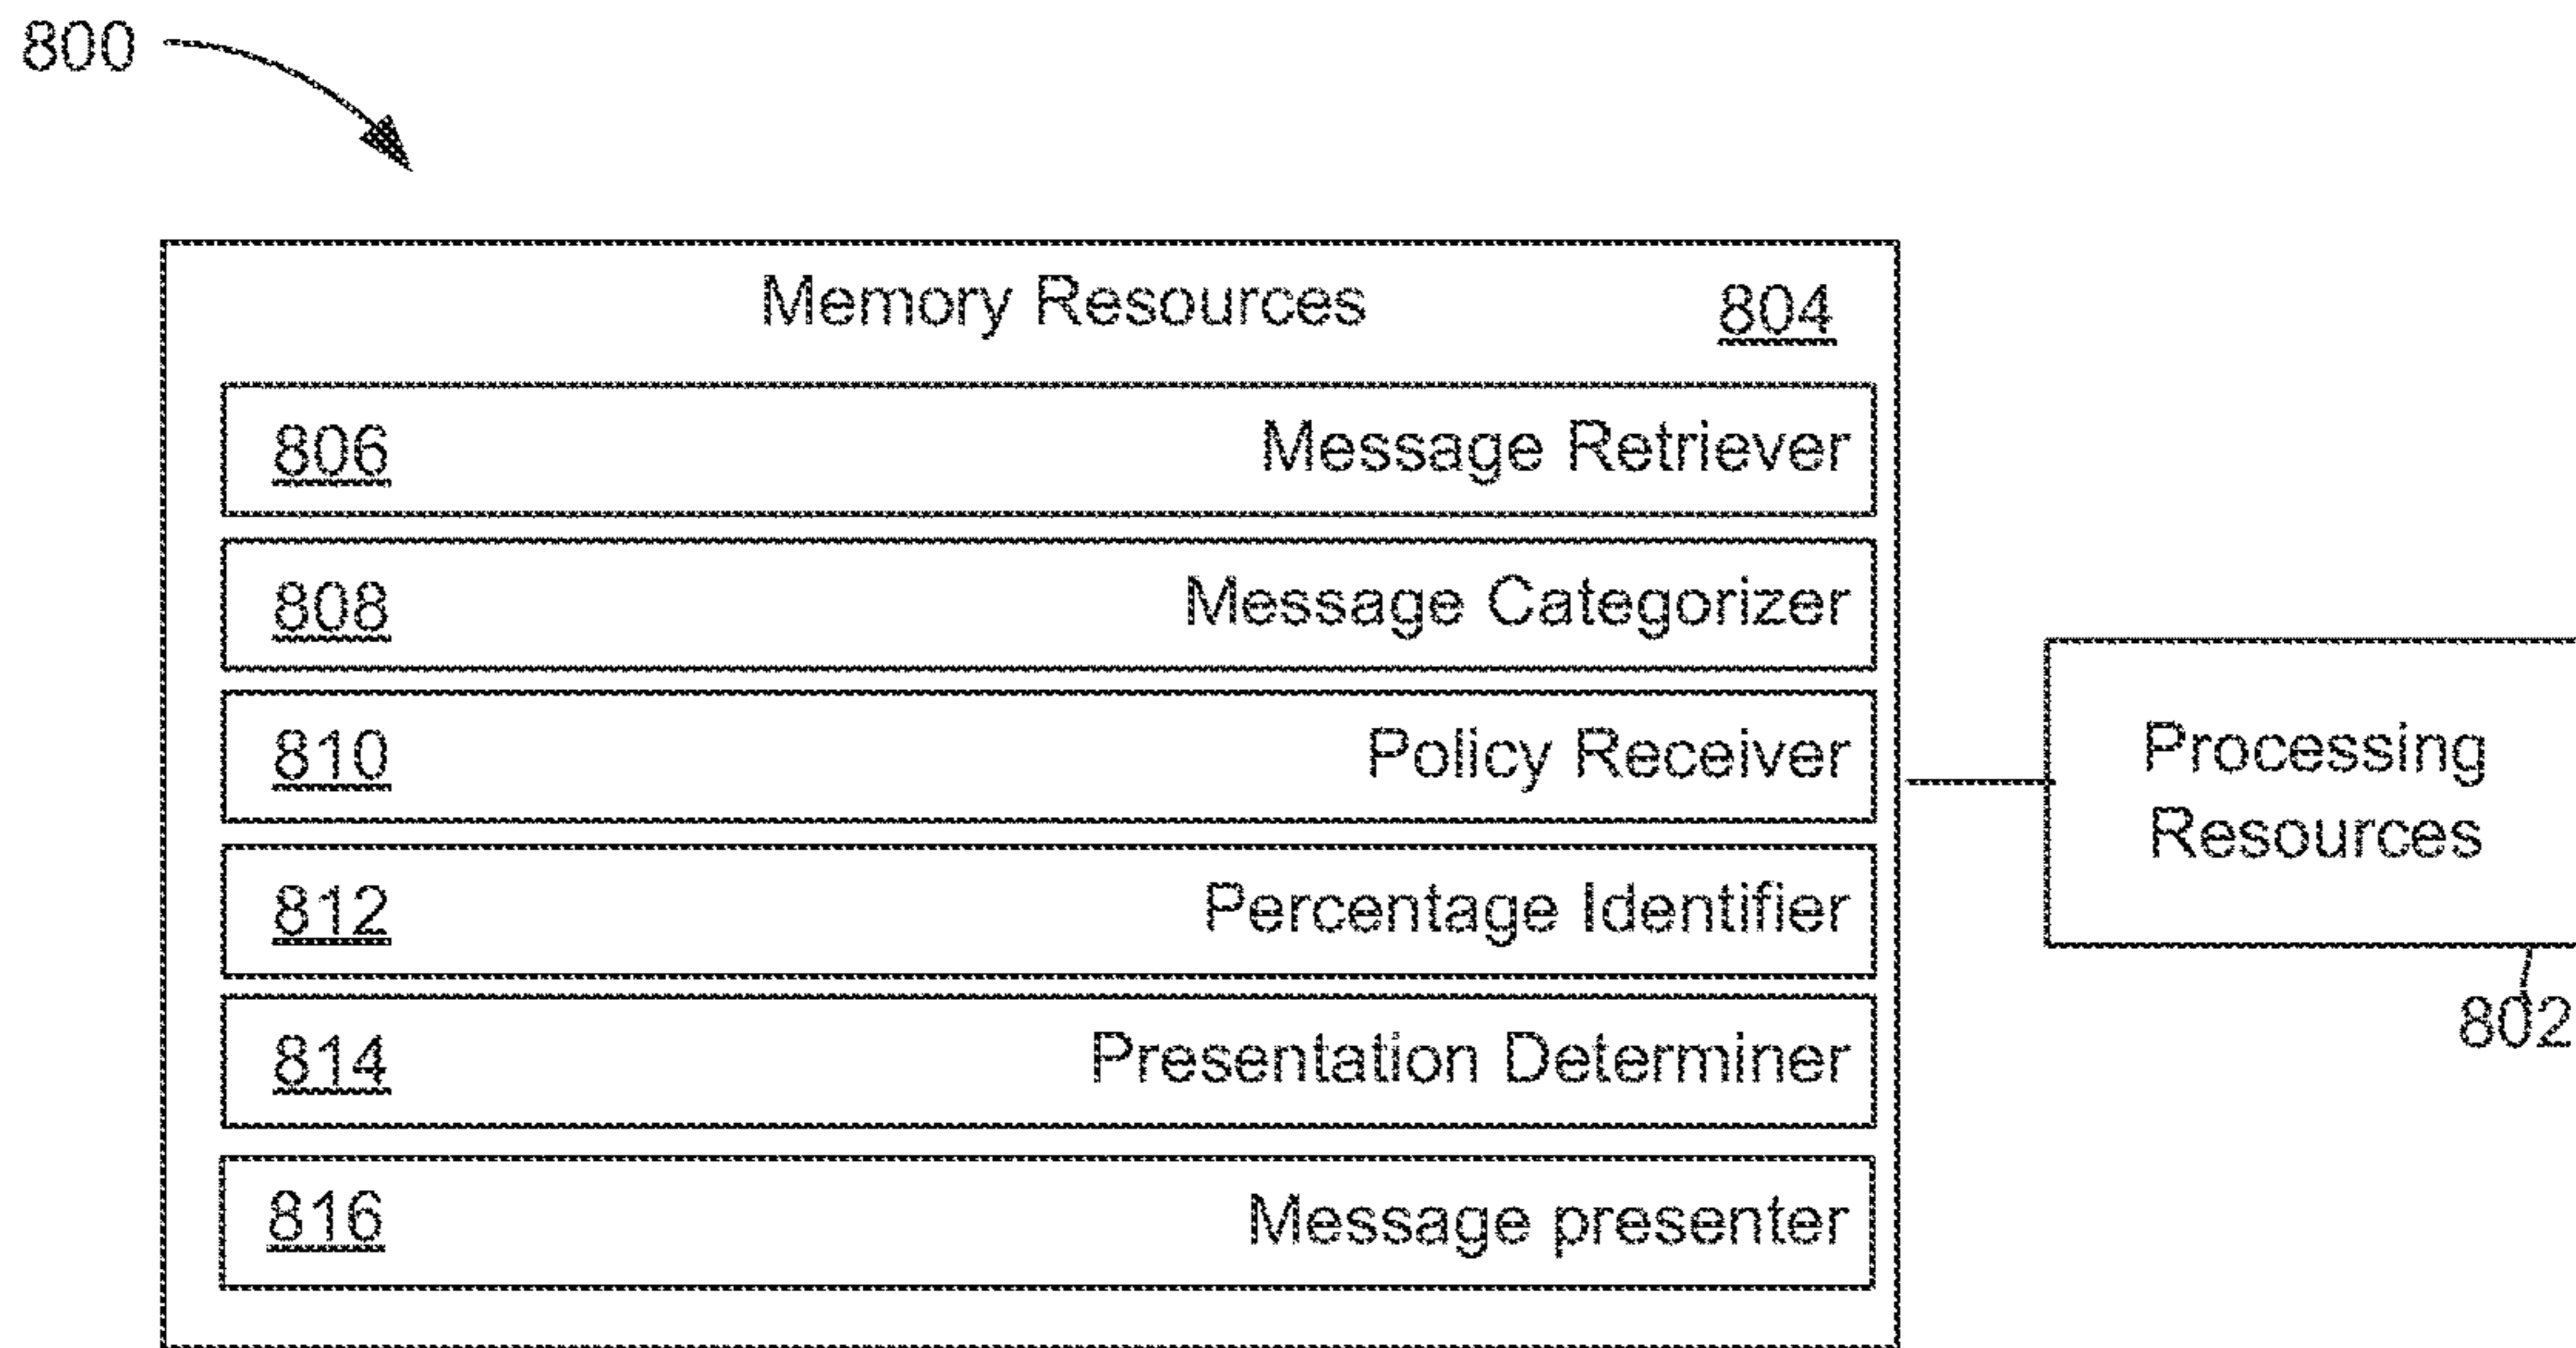 800
Memory Resources 804
806 Message Retriever
808 Message Categorizer
810 Policy Receiver
812 Percentage Identifier
814 Presentation Determiner
816 Message presenter
Processing
Resources
802